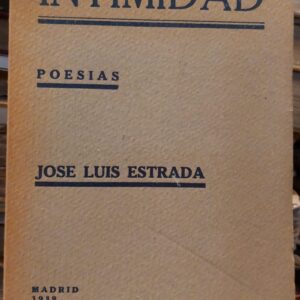 INTIMIDAD
POESIAS
JOSE LUIS ESTRADA
MADRID